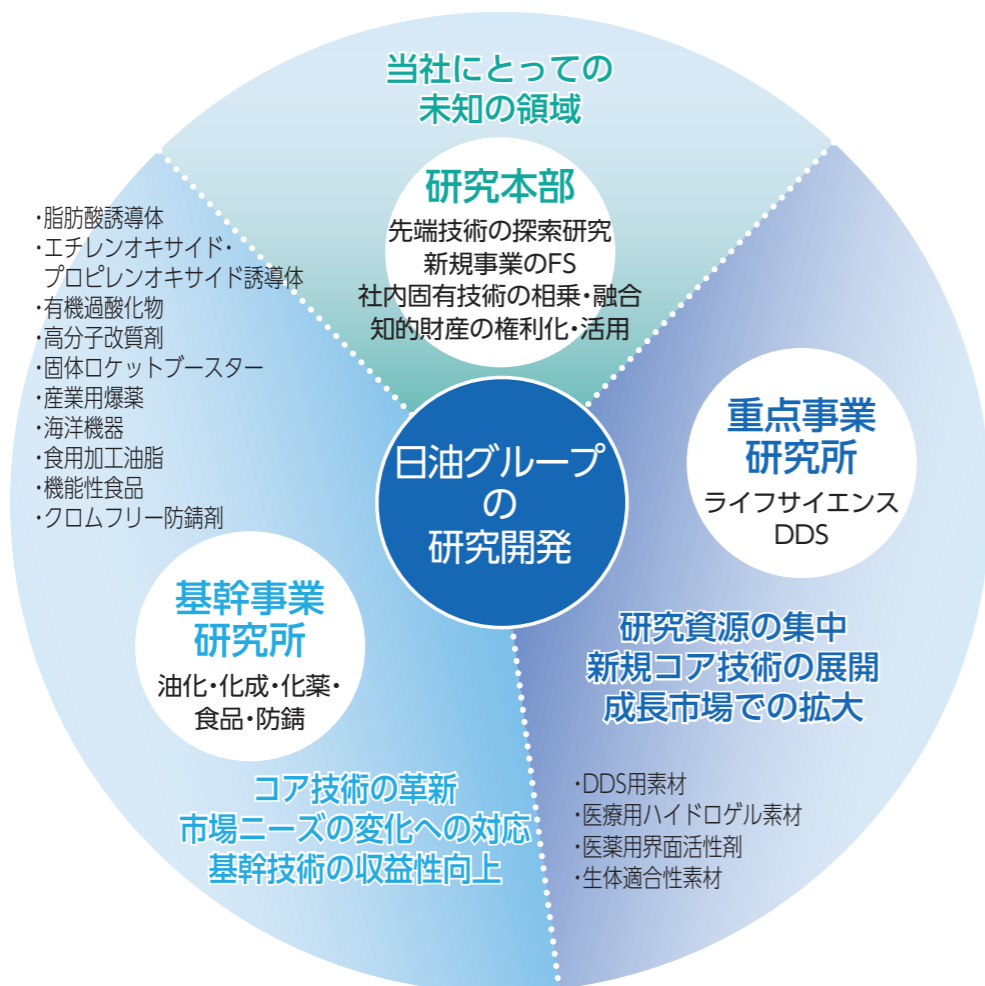 当社にとっての
未知の領域
研究本部
先端技術の探索研究
新規事業のFS
社内固有技術の相乗・融合
知的財産の権利化・活用
・脂肪酸誘導体
・エチレンオキサイド・
プロピレンオキサイド誘導体
・有機過酸化物
・高分子改質剤
・固体ロケットブースター
・産業用爆薬
・海洋機器
・食用加工油脂
・機能性食品
・クロムフリー防錆剤
日油グループ
の
研究開発
重点事業
研究所
ライフサイエンス
DDS
基幹事業
研究所
油化・化成・化薬・
食品・防錆
研究資源の集中
新規コア技術の展開
成長市場での拡大
コア技術の革新
市場ニーズの変化への対応
基幹技術の収益性向上
・DDS用素材
・医療用ハイドロゲル素材
・医薬用界面活性剤
・生体適合性素材